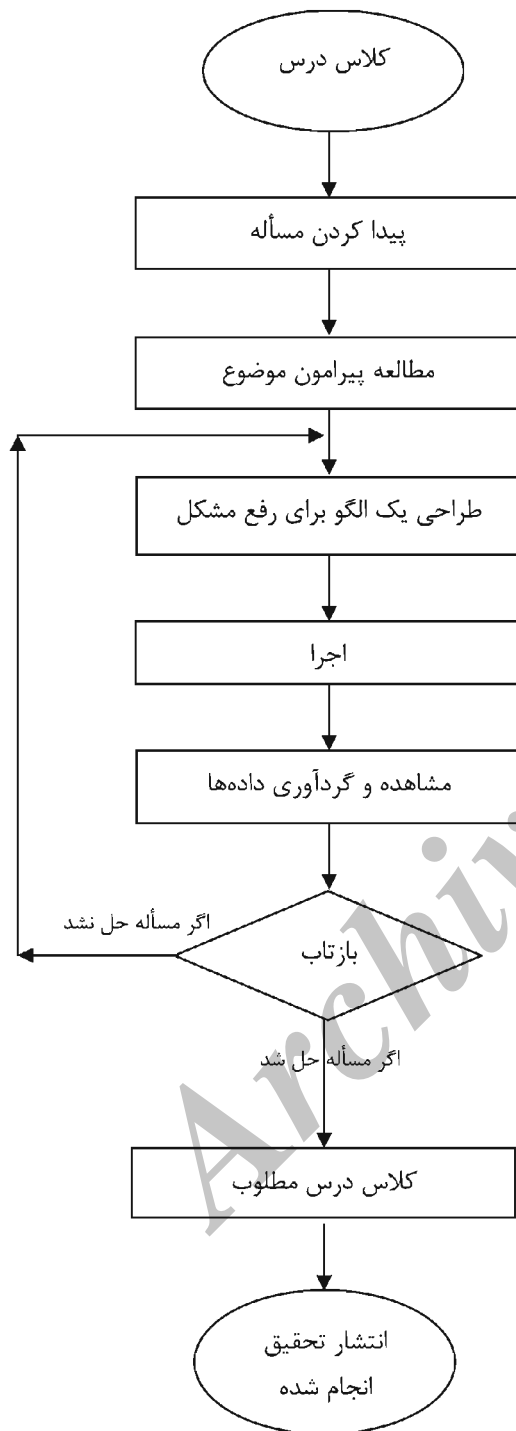 کلاس درس
پیدا کردن مسأله
مطالعه پیرامون موضوع
طراحی یک الگو برای رفع مشکل
اجرا
مشاهده و گردآوری داده‌ها
اگر مسأله حل نشد
بازتاب
اگر مسأله حل شد
کلاس درس مطلوب
انتشار تحقیق
انجام شده
Archiv